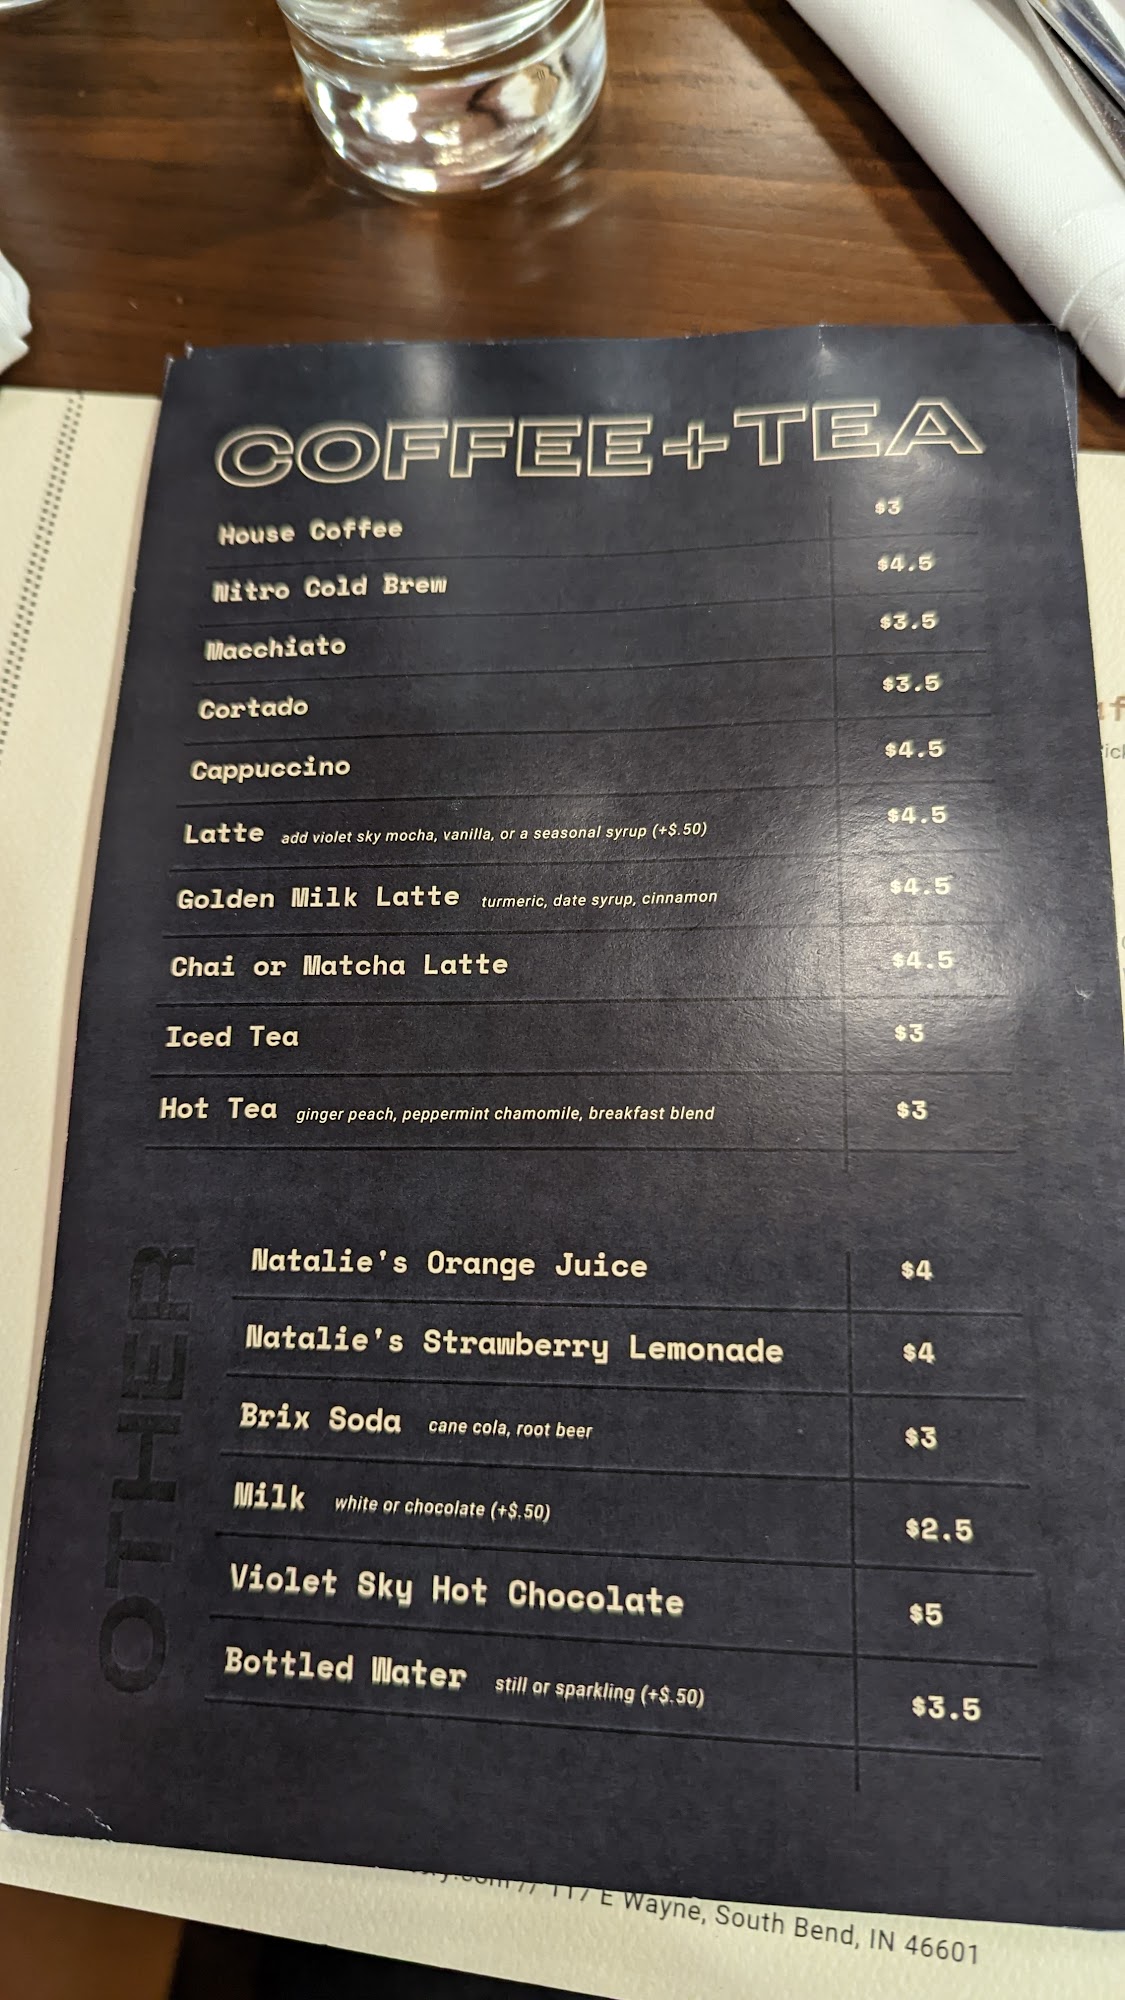 COFFEE+TEA
House Coffee $3
Nitro Cold Brew $4.5
Macchiato $3.5
Cortado $3.5
Cappuccino $4.5
Latte add violet sky mocha, vanilla, or a seasonal syrup (+$.50) $4.5
Golden Milk Latte turmeric, date syrup, cinnamon $4.5
Chai or Matcha Latte $4.5
Iced Tea $3
Hot Tea ginger peach, peppermint chamomile, breakfast blend $3
OTHER
Natalie's Orange Juice $4
Natalie's Strawberry Lemonade $4
Brix Soda cane cola, root beer $3
Milk white or chocolate (+$.50) $2.5
Violet Sky Hot Chocolate $5
Bottled Water still or sparkling (+$.50) $3.5
// 117 E Wayne, South Bend, IN 46601